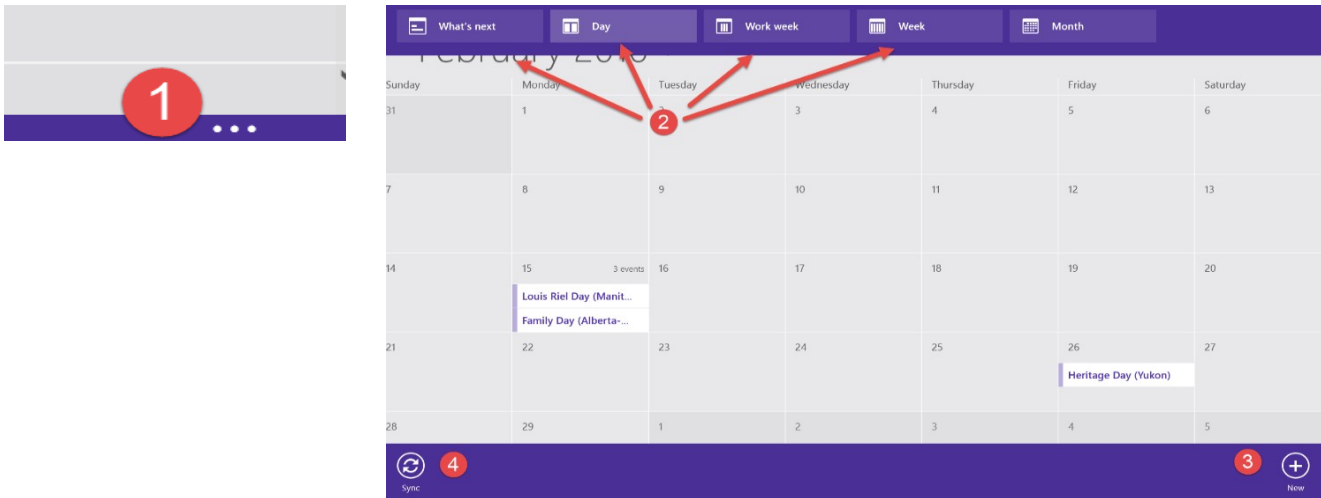 1
What's next Day Work week Week Month
February 2016
Sunday Monday Tuesday Wednesday Thursday Friday Saturday
31 1 2 3 4 5 6
2
7 8 9 10 11 12 13
14 15 3 events 16 17 18 19 20
Louis Riel Day (Manit...
Family Day (Alberta-...
21 22 23 24 25 26 27
Heritage Day (Yukon)
28 29 1 2 3 4 5
4 3
Sync New